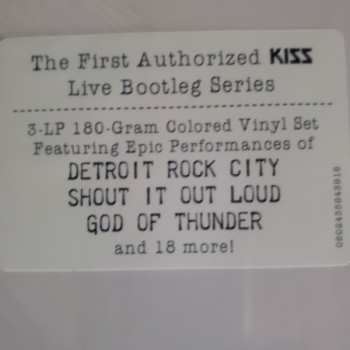 The First Authorized KISS
Live Bootleg Series
3-LP 180-Gram Colored Vinyl Set
Featuring Epic Performances of
DETROIT ROCK CITY
SHOUT IT OUT LOUD
GOD OF THUNDER
and 18 more!